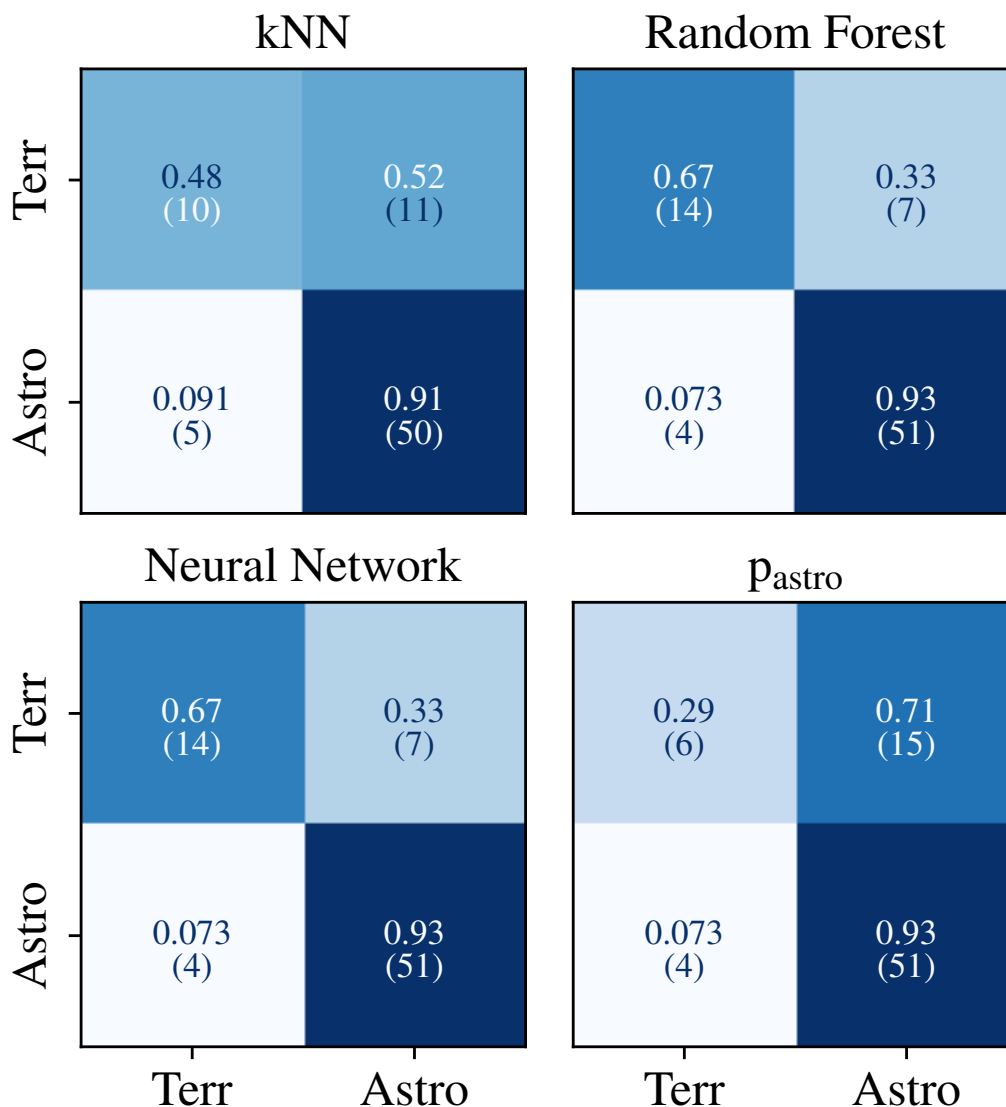 kNN
Random Forest
Terr
0.48
(10)
0.52
(11)
0.67
(14)
0.33
(7)
Astro
0.091
(5)
0.91
(50)
0.073
(4)
0.93
(51)
Neural Network
p_astro
Terr
0.67
(14)
0.33
(7)
0.29
(6)
0.71
(15)
Astro
0.073
(4)
0.93
(51)
0.073
(4)
0.93
(51)
Terr
Astro
Terr
Astro